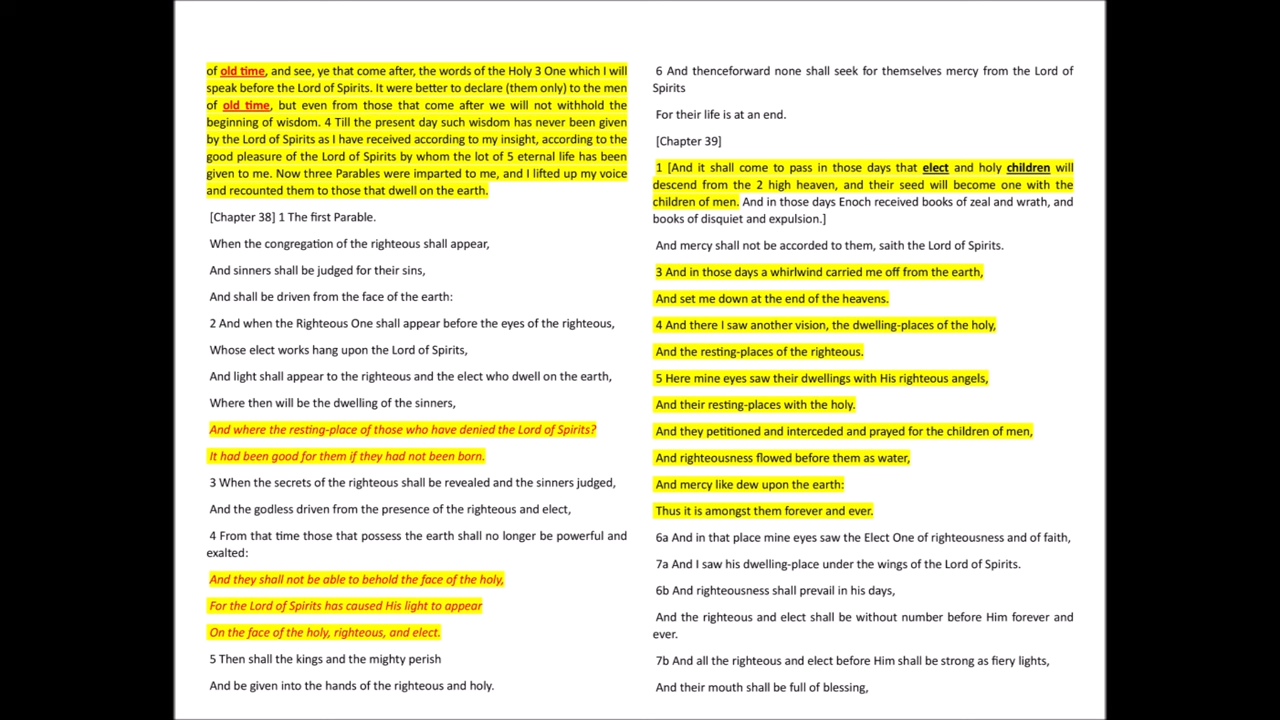 of old time, and see, ye that come after, the words of the Holy 3 One which I will
speak before the Lord of Spirits. It were better to declare (them only) to the men
of old time, but even from those that come after we will not withhold the
beginning of wisdom. 4 Till the present day such wisdom has never been given
by the Lord of Spirits as I have received according to my insight, according to the
good pleasure of the Lord of Spirits by whom the lot of 5 eternal life has been
given to me. Now three Parables were imparted to me, and I lifted up my voice
and recounted them to those that dwell on the earth.
[Chapter 38] 1 The first Parable.
When the congregation of the righteous shall appear,
And sinners shall be judged for their sins,
And shall be driven from the face of the earth:
2 And when the Righteous One shall appear before the eyes of the righteous,
Whose elect works hang upon the Lord of Spirits,
And light shall appear to the righteous and the elect who dwell on the earth,
Where then will be the dwelling of the sinners,
And where the resting-place of those who have denied the Lord of Spirits?
It had been good for them if they had not been born.
3 When the secrets of the righteous shall be revealed and the sinners judged,
And the godless driven from the presence of the righteous and elect,
4 From that time those that possess the earth shall no longer be powerful and
exalted:
And they shall not be able to behold the face of the holy,
For the Lord of Spirits has caused His light to appear
On the face of the holy, righteous, and elect.
5 Then shall the kings and the mighty perish
And be given into the hands of the righteous and holy.
6 And thenceforward none shall seek for themselves mercy from the Lord of
Spirits
For their life is at an end.
[Chapter 39]
1 [And it shall come to pass in those days that elect and holy children will
descend from the 2 high heaven, and their seed will become one with the
children of men. And in those days Enoch received books of zeal and wrath, and
books of disquiet and expulsion.]
And mercy shall not be accorded to them, saith the Lord of Spirits.
3 And in those days a whirlwind carried me off from the earth,
And set me down at the end of the heavens.
4 And there I saw another vision, the dwelling-places of the holy,
And the resting-places of the righteous.
5 Here mine eyes saw their dwellings with His righteous angels,
And their resting-places with the holy.
And they petitioned and interceded and prayed for the children of men,
And righteousness flowed before them as water,
And mercy like dew upon the earth:
Thus it is amongst them forever and ever.
6a And in that place mine eyes saw the Elect One of righteousness and of faith,
7a And I saw his dwelling-place under the wings of the Lord of Spirits.
6b And righteousness shall prevail in his days,
And the righteous and elect shall be without number before Him forever and
ever.
7b And all the righteous and elect before Him shall be strong as fiery lights,
And their mouth shall be full of blessing,